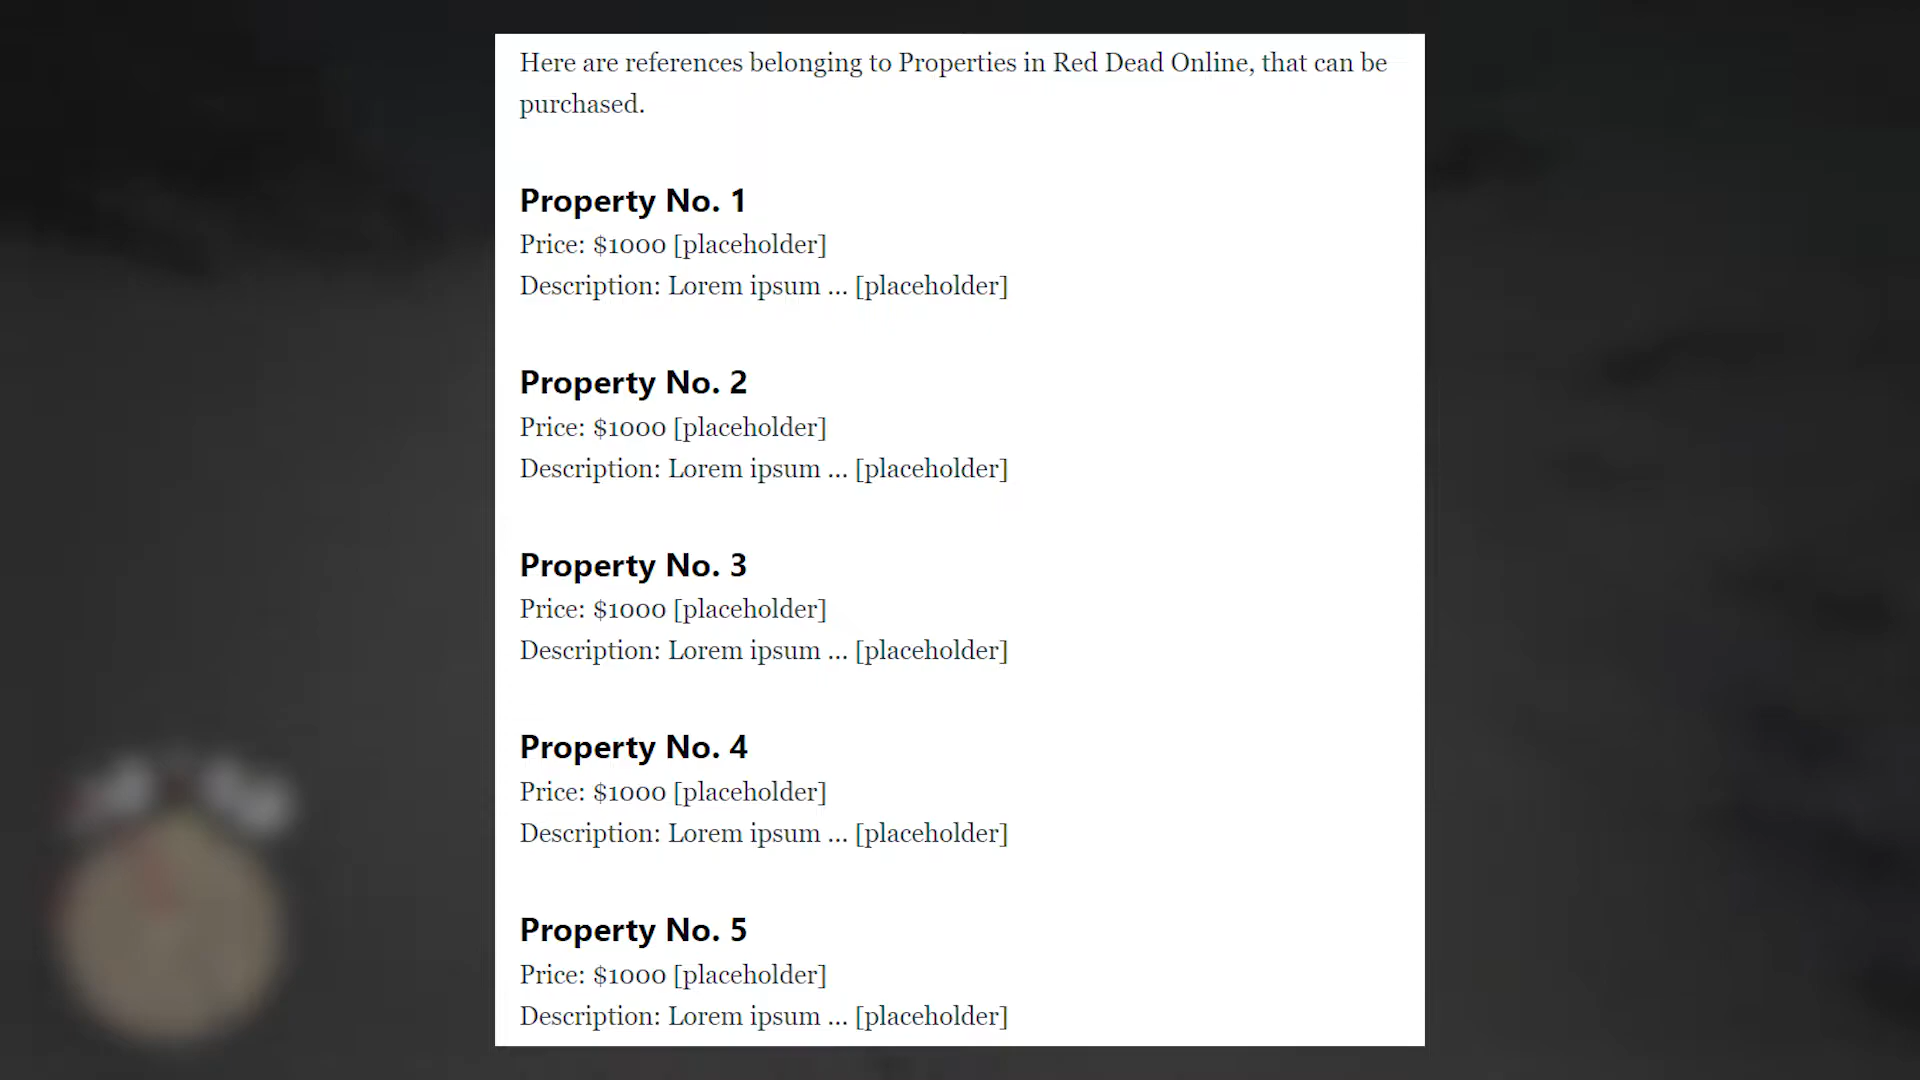 Here are references belonging to Properties in Red Dead Online, that can be
purchased.
Property No. 1
Price: $1000 [placeholder]
Description: Lorem ipsum ... [placeholder]
Property No. 2
Price: $1000 [placeholder]
Description: Lorem ipsum ... [placeholder]
Property No. 3
Price: $1000 [placeholder]
Description: Lorem ipsum ... [placeholder]
Property No. 4
Price: $1000 [placeholder]
Description: Lorem ipsum ... [placeholder]
Property No. 5
Price: $1000 [placeholder]
Description: Lorem ipsum ... [placeholder]